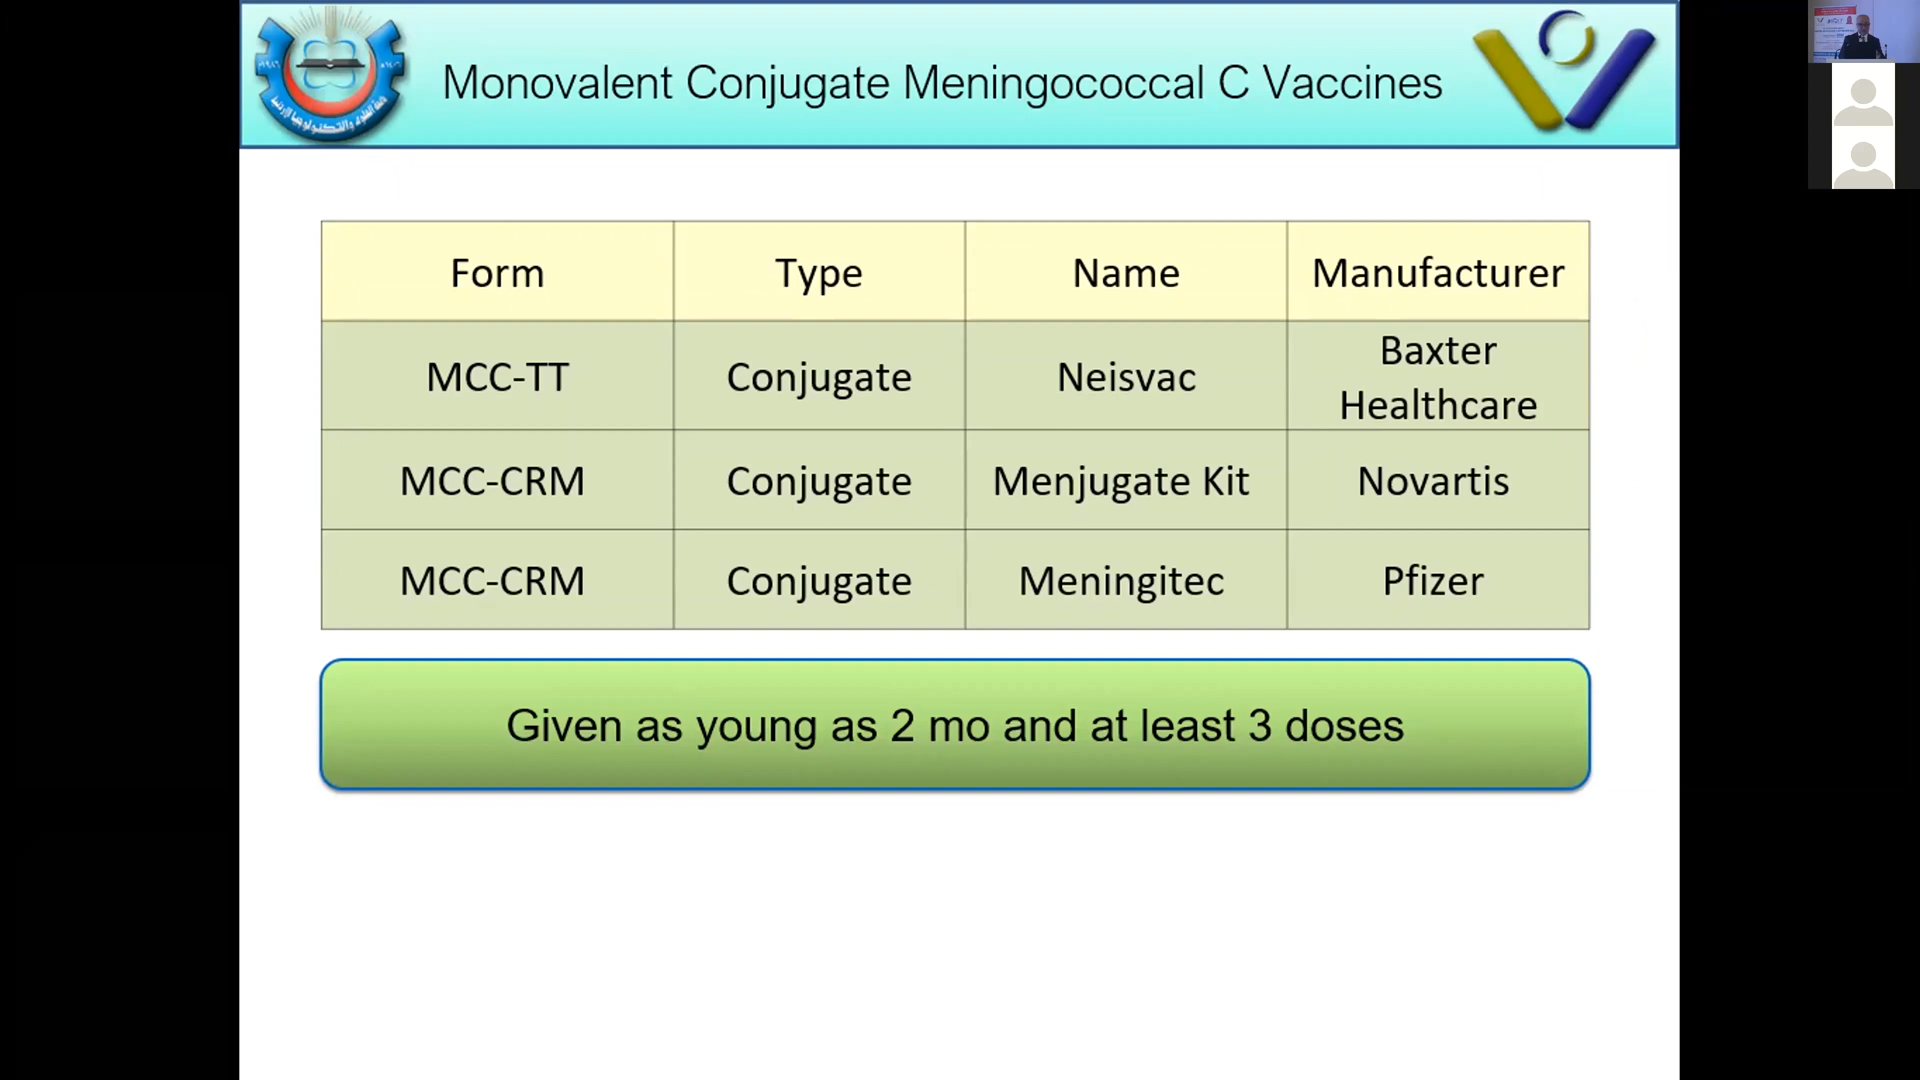 Monovalent Conjugate Meningococcal C Vaccines
Form Type Name Manufacturer
MCC-TT Conjugate Neisvac Baxter Healthcare
MCC-CRM Conjugate Menjugate Kit Novartis
MCC-CRM Conjugate Meningitec Pfizer
Given as young as 2 mo and at least 3 doses